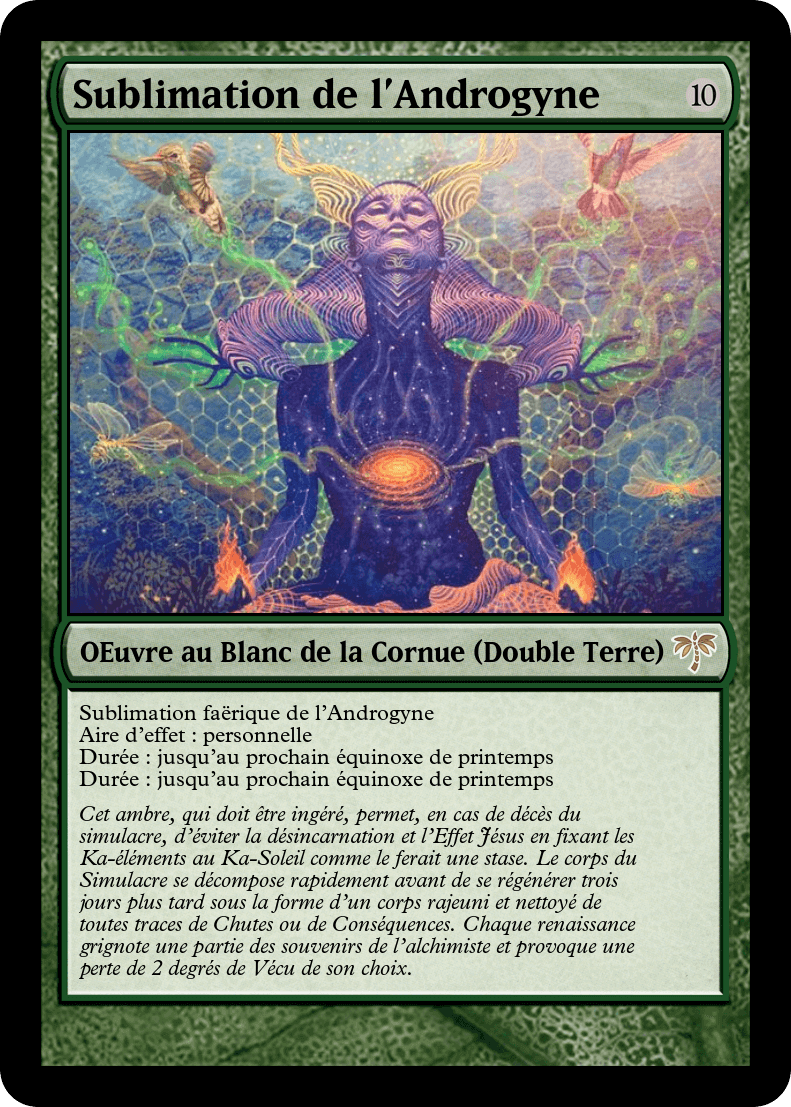 Sublimation de l'Androgyne
10
OEuvre au Blanc de la Cornue (Double Terre)
Sublimation faërique de l'Androgyne
Aire d'effet : personnelle
Durée : jusqu'au prochain équinoxe de printemps
Durée : jusqu'au prochain équinoxe de printemps
Cet ambre, qui doit être ingéré, permet, en cas de décès du
simulacre, d'éviter la désincarnation et l'Effet Jésus en fixant les
Ka-éléments au Ka-Soleil comme le ferait une stase. Le corps du
Simulacre se décompose rapidement avant de se régénérer trois
jours plus tard sous la forme d'un corps rajeuni et nettoyé de
toutes traces de Chutes ou de Conséquences. Chaque renaissance
grignote une partie des souvenirs de l'alchimiste et provoque une
perte de 2 degrés de Vécu de son choix.